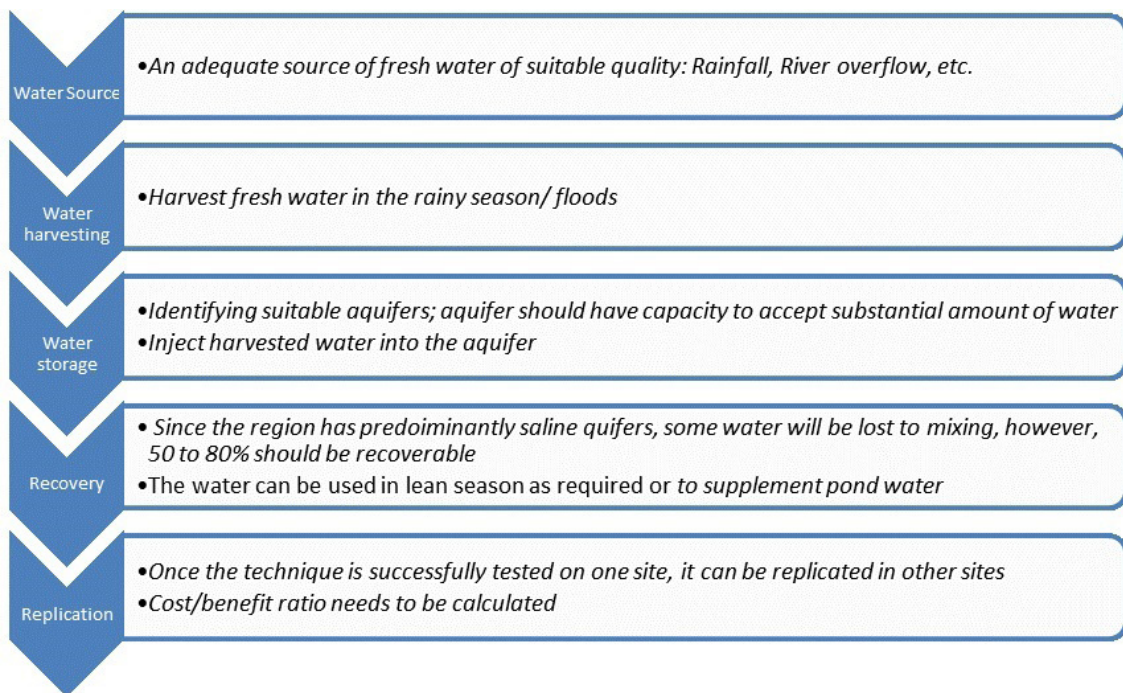 Water Source
•An adequate source of fresh water of suitable quality: Rainfall, River overflow, etc.
Water
harvesting
•Harvest fresh water in the rainy season/ floods
Water
storage
•Identifying suitable aquifers; aquifer should have capacity to accept substantial amount of water
•Inject harvested water into the aquifer
Recovery
• Since the region has predoiminantly saline quifers, some water will be lost to mixing, however,
50 to 80% should be recoverable
•The water can be used in lean season as required or to supplement pond water
Replication
•Once the technique is successfully tested on one site, it can be replicated in other sites
•Cost/benefit ratio needs to be calculated